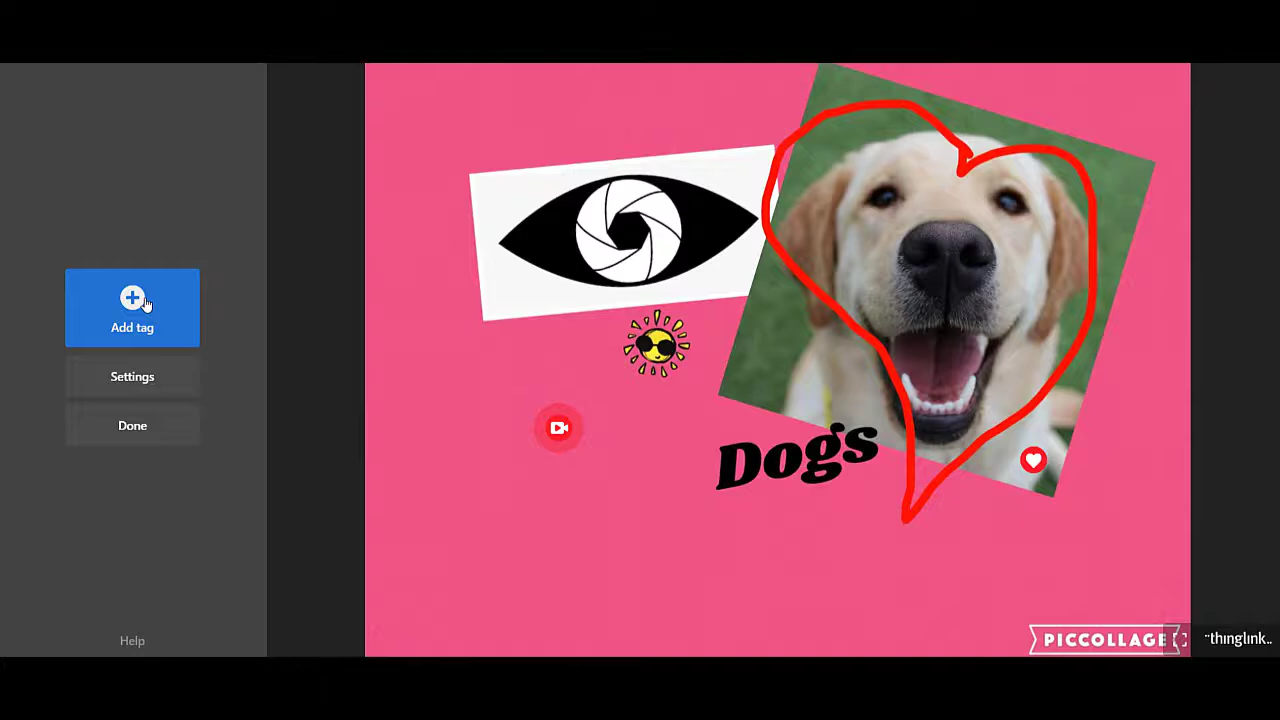 Add tag
Settings
Done
Help
Dogs
PICCOLLAGE
thinglink..